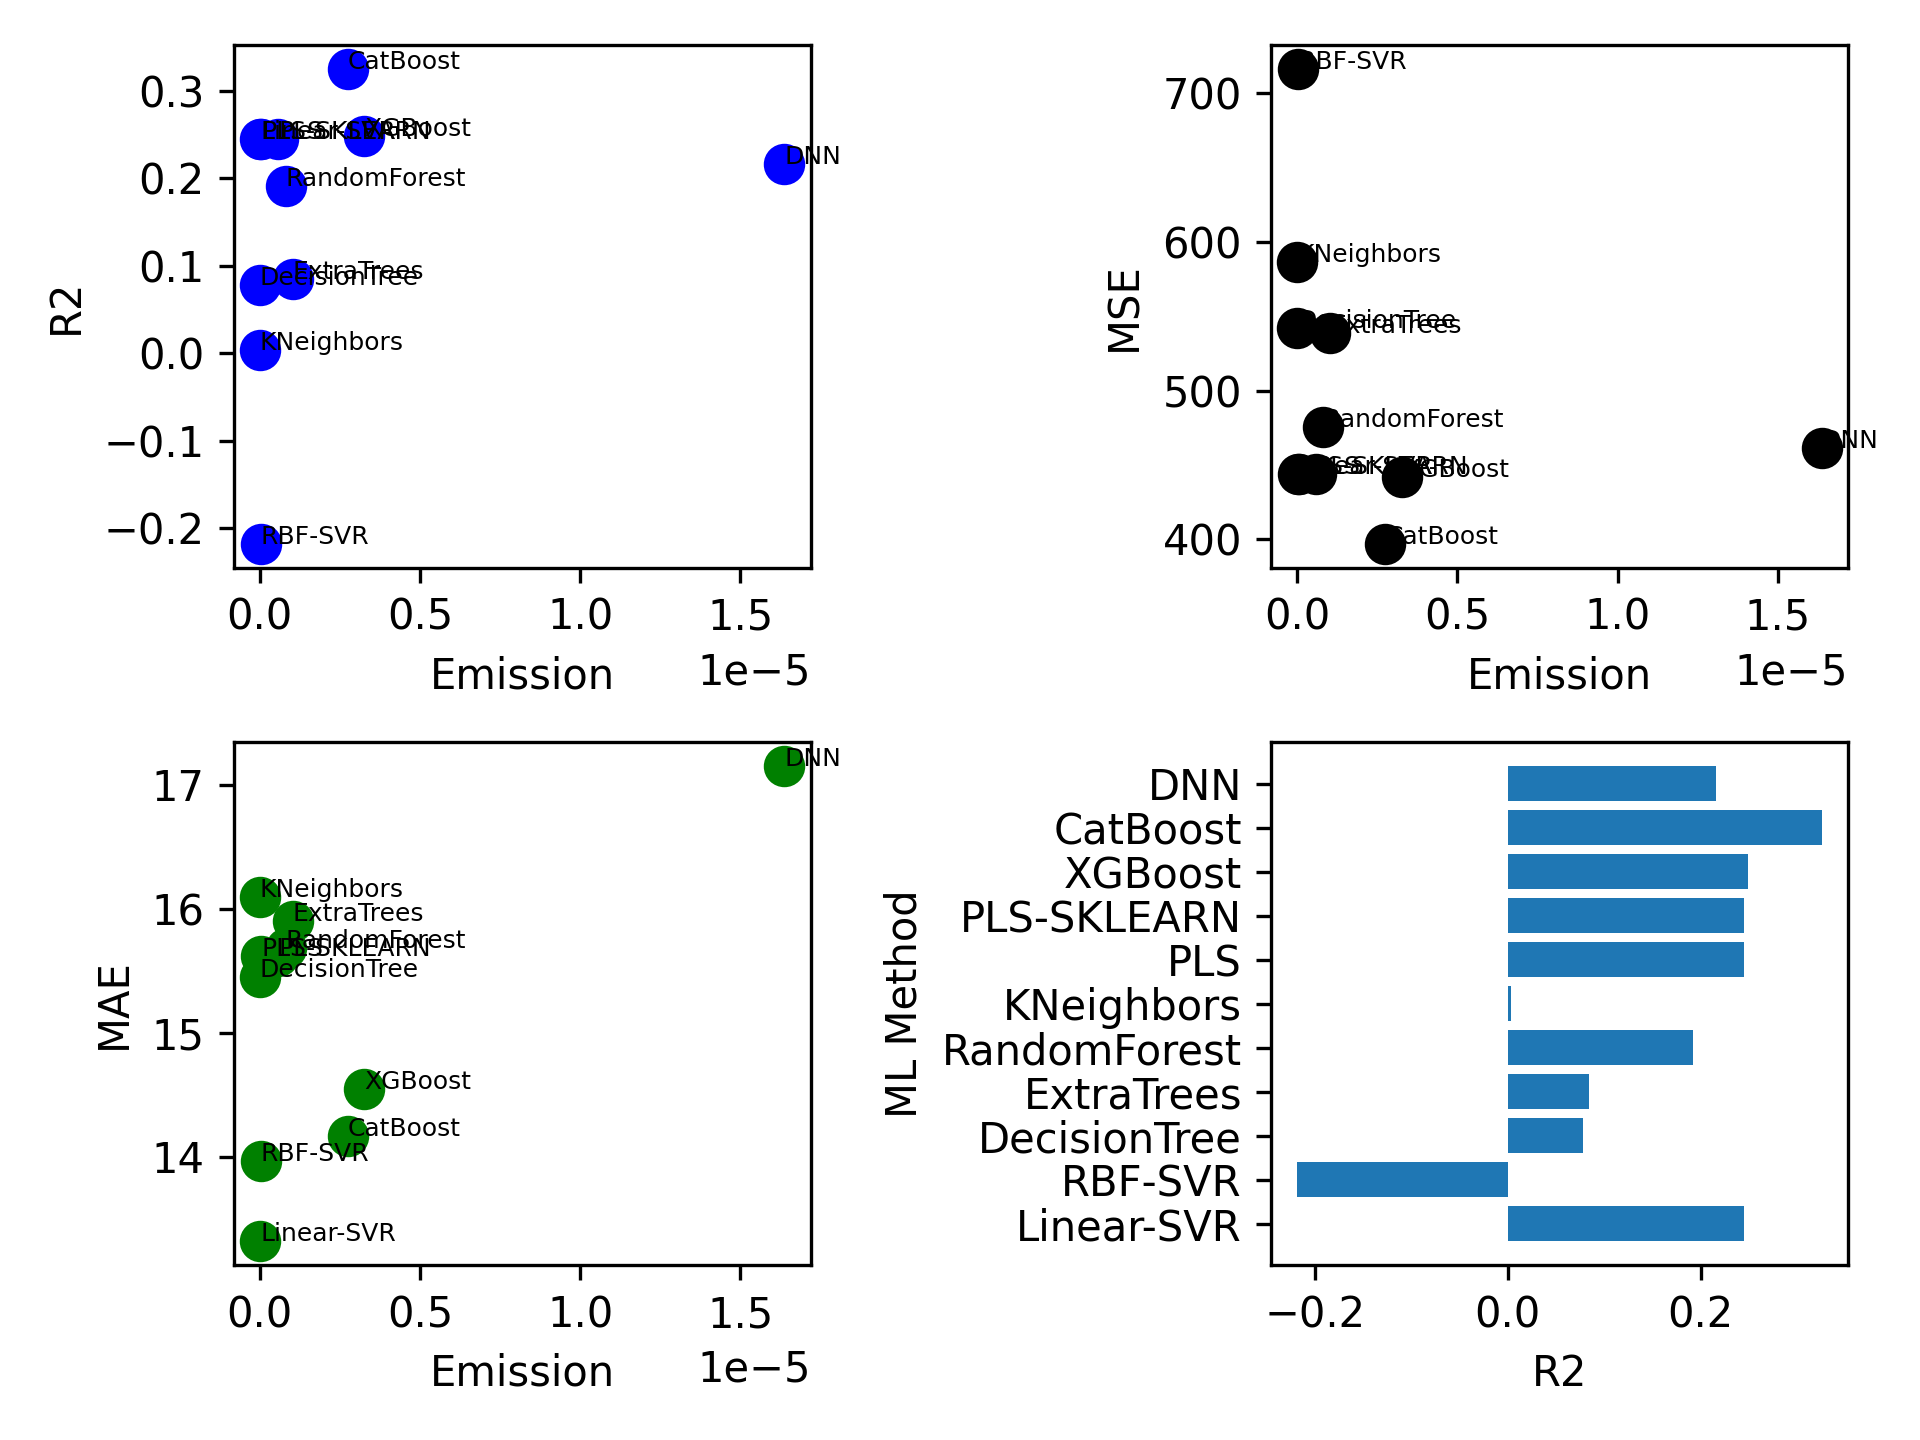 CatBoost
0.3
XGBoost
DNN
0.2
RandomForest
R2
0.1
ExtraTrees
DecisionTree
0.0
KNeighbors
−0.1
−0.2
RBF-SVR
0.0 0.5 1.0 1.5
Emission 1e−5
RBF-SVR
700
MSE
600
KNeighbors
DecisionTree
ExtraTrees
500
RandomForest
DNN
XGBoost
400
CatBoost
0.0 0.5 1.0 1.5
Emission 1e−5
DNN
17
MAE
16
KNeighbors
ExtraTrees
RandomForest
PLS-SKLEARN
DecisionTree
15
XGBoost
CatBoost
14
RBF-SVR
Linear-SVR
0.0 0.5 1.0 1.5
Emission 1e−5
ML Method
DNN
CatBoost
XGBoost
PLS-SKLEARN
PLS
KNeighbors
RandomForest
ExtraTrees
DecisionTree
RBF-SVR
Linear-SVR
−0.2 0.0 0.2
R2